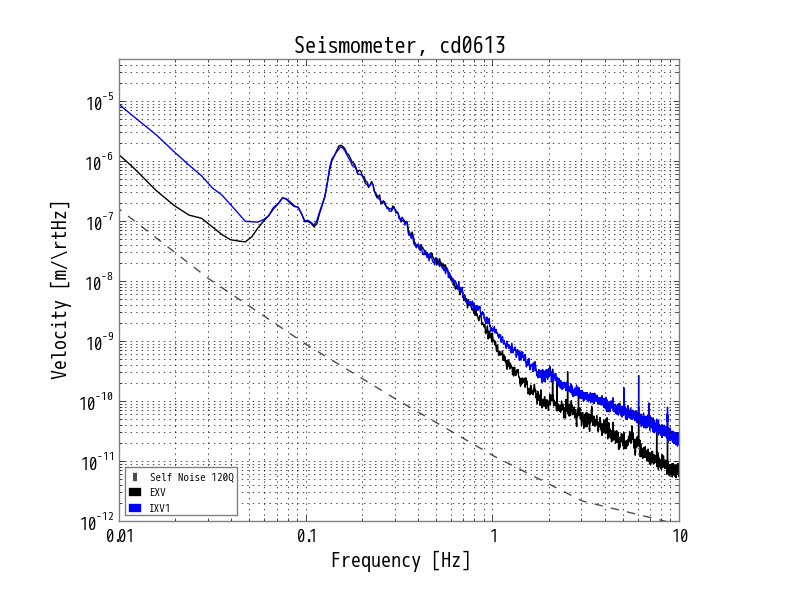 Seismometer, cd0613
Velocity [m/\rtHz]
10^-5
10^-6
10^-7
10^-8
10^-9
10^-10
10^-11
10^-12
Self Noise 120Q
EXV
IXV1
0.01 0.1 1 10
Frequency [Hz]